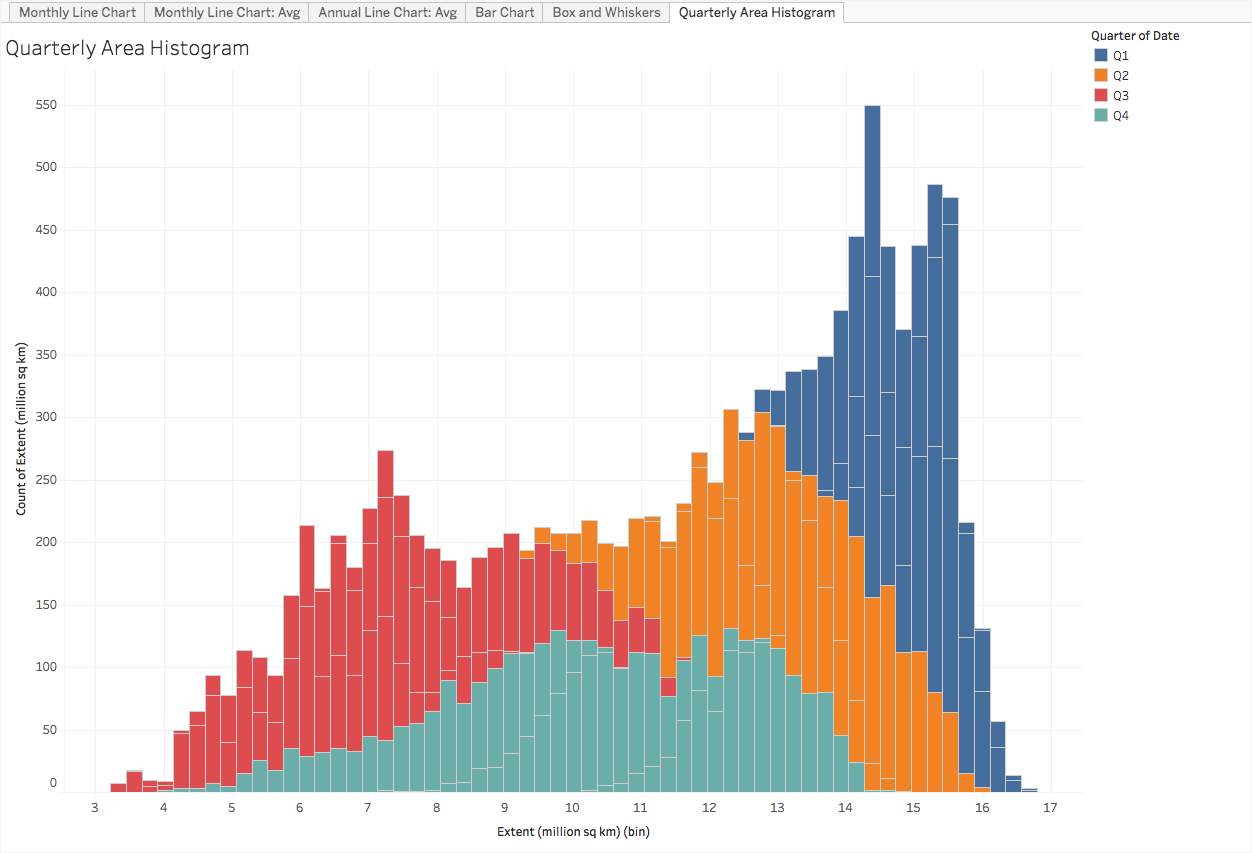 Monthly Line Chart
Monthly Line Chart: Avg
Annual Line Chart: Avg
Bar Chart
Box and Whiskers
Quarterly Area Histogram
Quarterly Area Histogram
Quarter of Date
Q1
Q2
Q3
Q4
Count of Extent (million sq km)
550
500
450
400
350
300
250
200
150
100
50
0
3 4 5 6 7 8 9 10 11 12 13 14 15 16 17
Extent (million sq km) (bin)